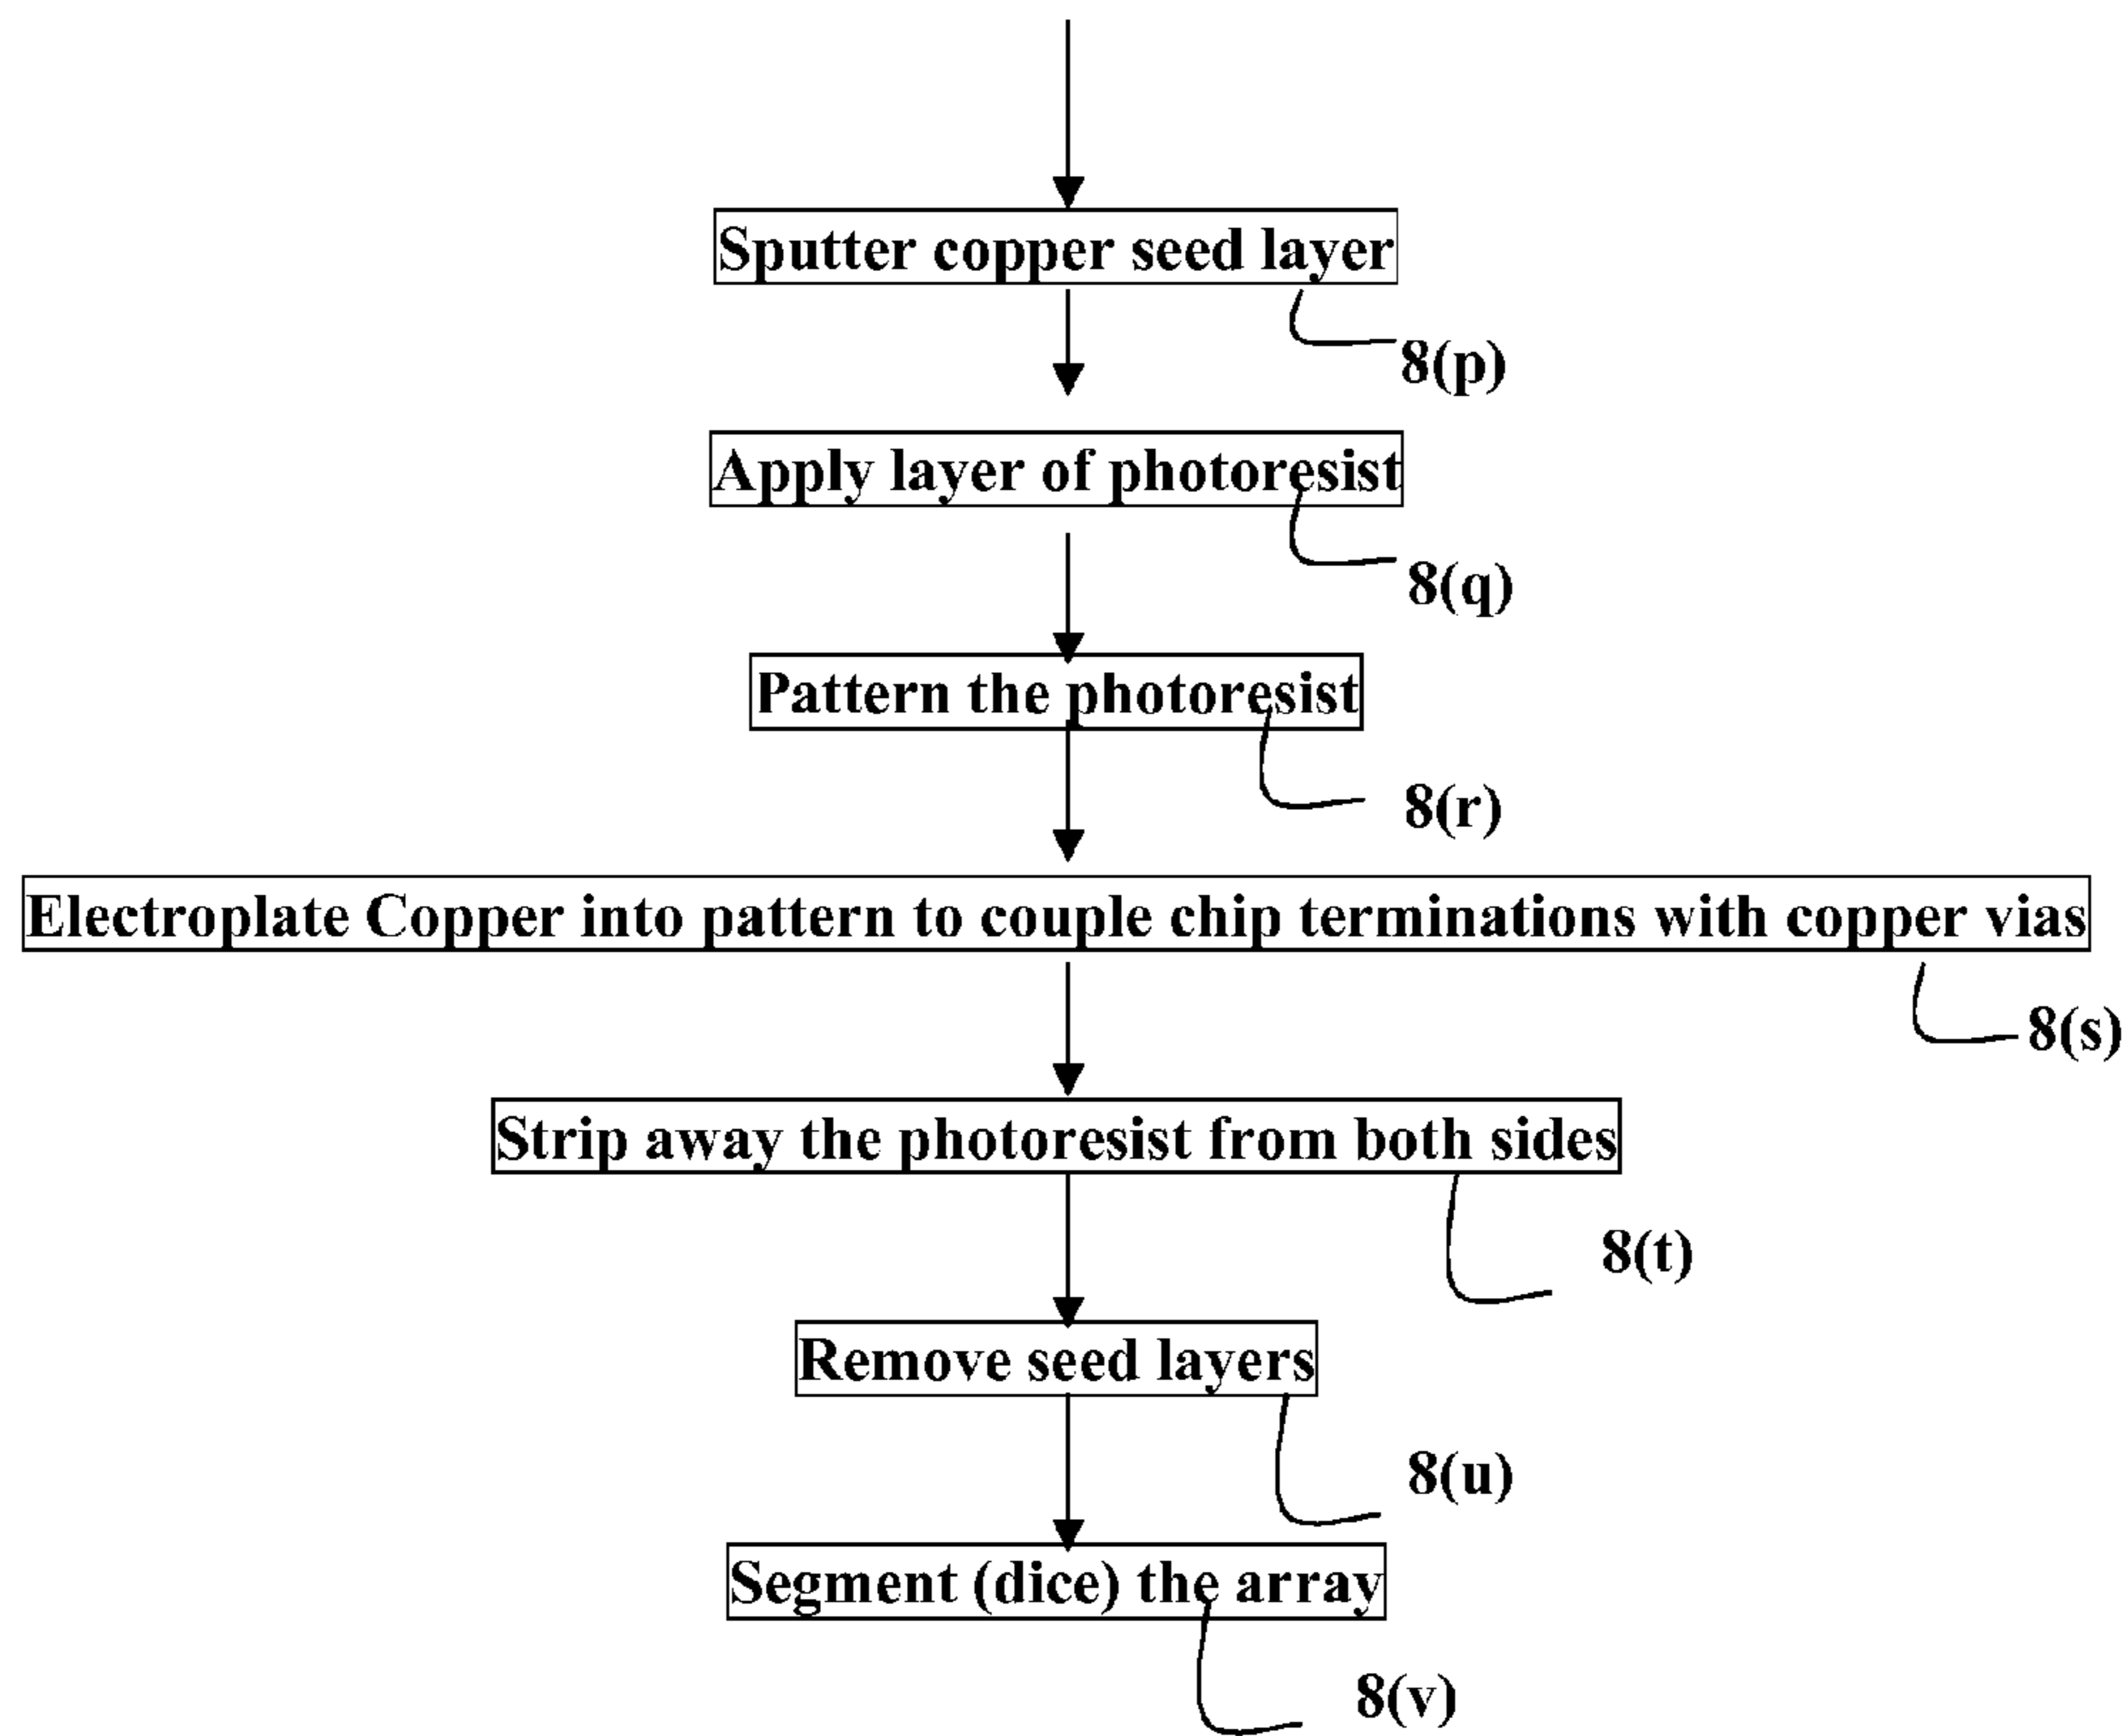 Sputter copper seed layer
8(p)
Apply layer of photoresist
8(q)
Pattern the photoresist
8(r)
Electroplate Copper into pattern to couple chip terminations with copper vias
8(s)
Strip away the photoresist from both sides
8(t)
Remove seed layers
8(u)
Segment (dice) the array
8(v)